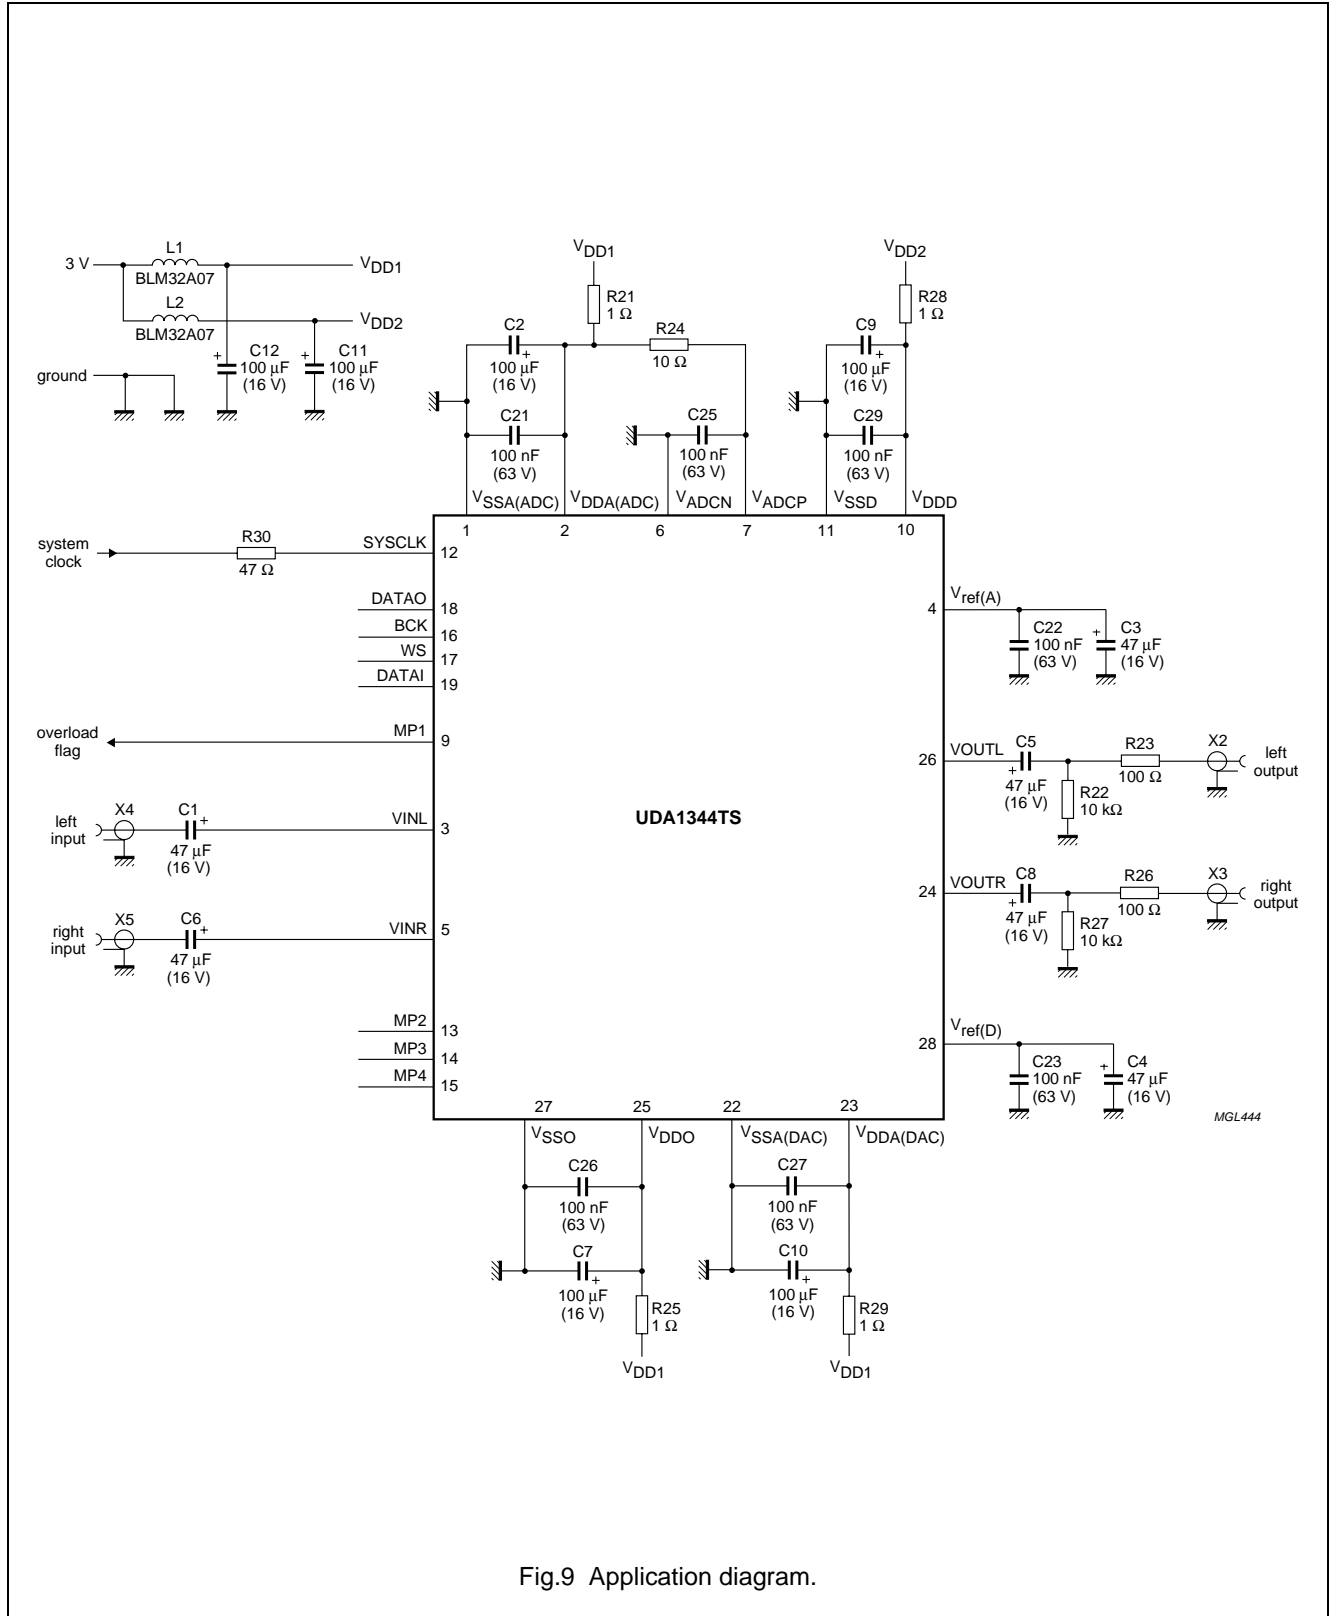 3 V
L1
BLM32A07
VDD1
L2
BLM32A07
VDD2
C12
100 μF
(16 V)
C11
100 μF
(16 V)
ground
VDD1
R21
1 Ω
C2
+
100 μF
(16 V)
R24
10 Ω
C21
100 nF
(63 V)
C25
100 nF
(63 V)
VDD2
R28
1 Ω
C9
+
100 μF
(16 V)
C29
100 nF
(63 V)
VSSA(ADC)
VDDA(ADC)
VADCN
VADCP
VSSD
VDDD
1
2
6
7
11
10
system
clock
R30
47 Ω
SYSCLK
12
DATAO
18
BCK
16
WS
17
DATAI
19
overload
flag
MP1
9
left
input
X4
C1
+
47 μF
(16 V)
VINL
3
right
input
X5
C6
+
47 μF
(16 V)
VINR
5
MP2
13
MP3
14
MP4
15
UDA1344TS
4
Vref(A)
C22
100 nF
(63 V)
+
C3
47 μF
(16 V)
26
VOUTL
C5
+
47 μF
(16 V)
R22
10 kΩ
R23
100 Ω
X2
left
output
24
VOUTR
C8
+
47 μF
(16 V)
R27
10 kΩ
R26
100 Ω
X3
right
output
28
Vref(D)
C23
100 nF
(63 V)
+
C4
47 μF
(16 V)
MGL444
27
25
22
23
VSSO
VDDO
VSSA(DAC)
VDDA(DAC)
C26
100 nF
(63 V)
C7
+
100 μF
(16 V)
R25
1 Ω
VDD1
C27
100 nF
(63 V)
C10
+
100 μF
(16 V)
R29
1 Ω
VDD1
Fig.9 Application diagram.